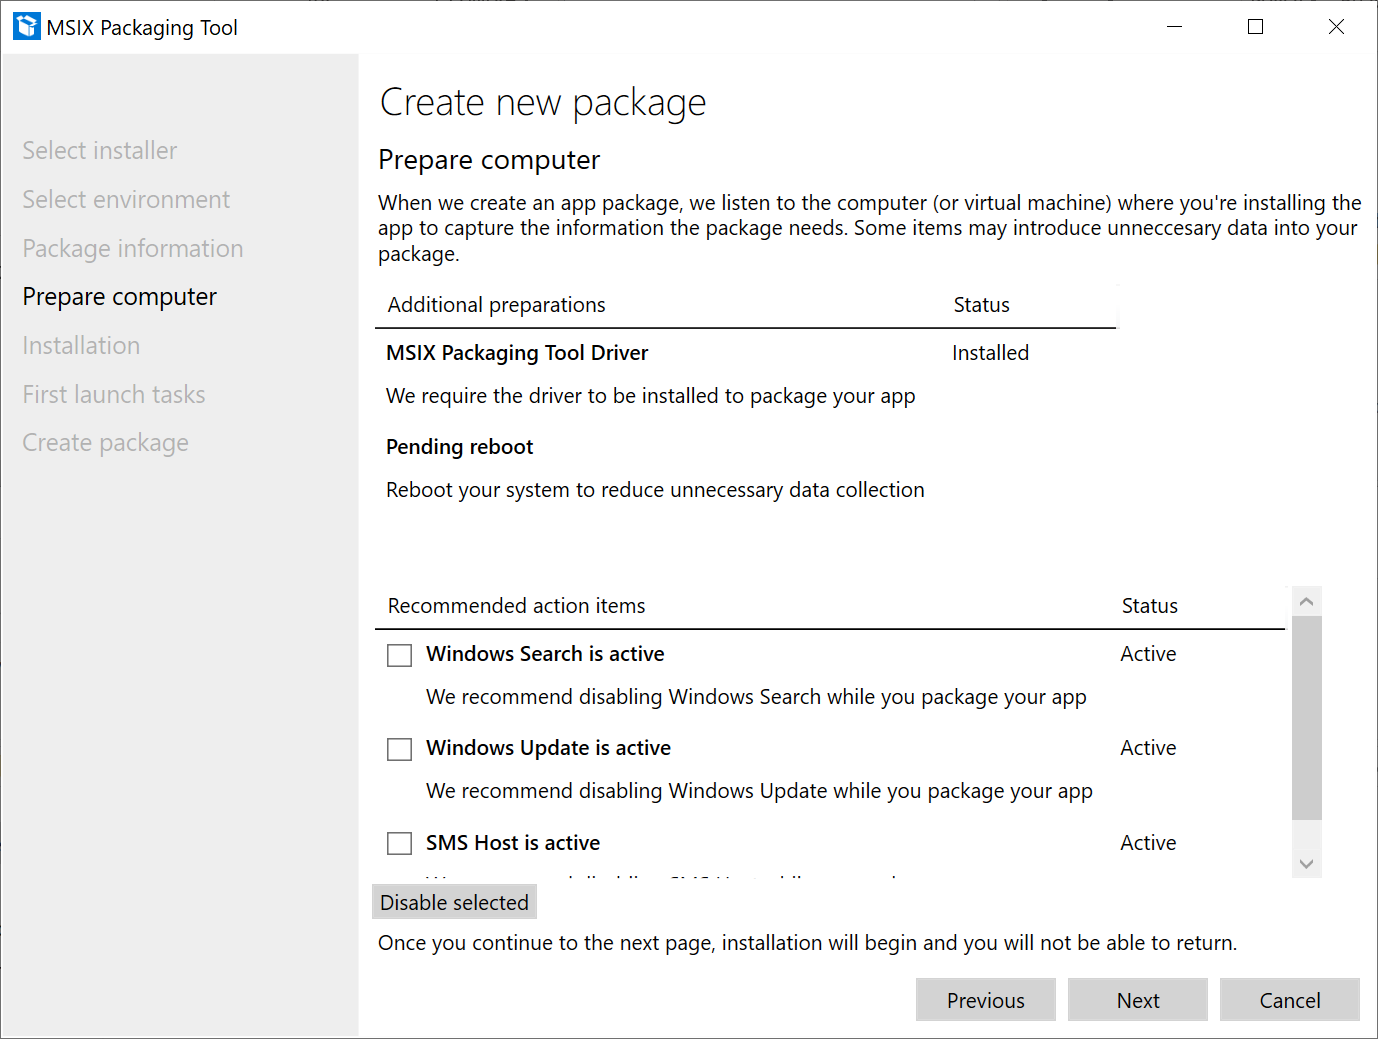 MSIX Packaging Tool
Select installer
Select environment
Package information
Prepare computer
Installation
First launch tasks
Create package
Create new package
Prepare computer
When we create an app package, we listen to the computer (or virtual machine) where you're installing the
app to capture the information the package needs. Some items may introduce unneccesary data into your
package.
Additional preparations Status
MSIX Packaging Tool Driver Installed
We require the driver to be installed to package your app
Pending reboot
Reboot your system to reduce unnecessary data collection
Recommended action items Status
Windows Search is active Active
We recommend disabling Windows Search while you package your app
Windows Update is active Active
We recommend disabling Windows Update while you package your app
SMS Host is active Active
Disable selected
Once you continue to the next page, installation will begin and you will not be able to return.
Previous Next Cancel